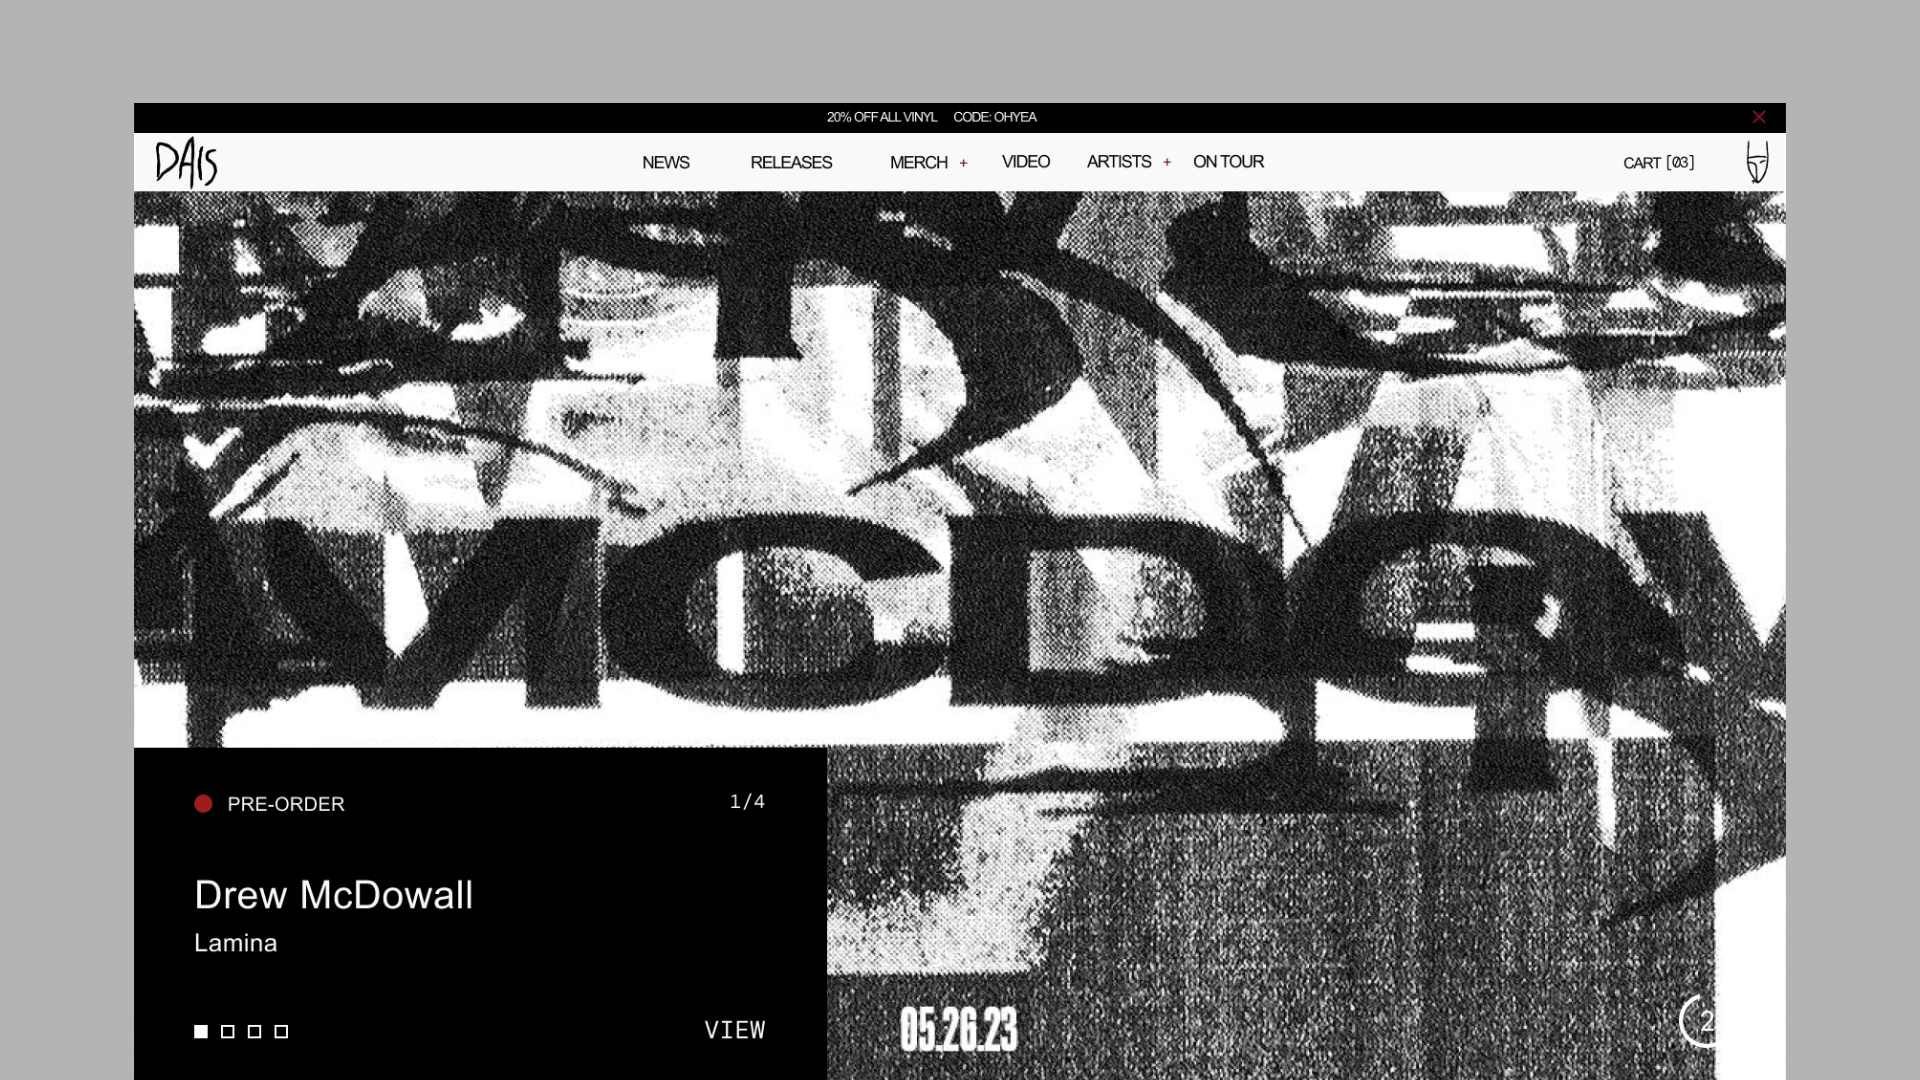 20% OFF ALL VINYL CODE: OHYEA
DAIS
NEWS RELEASES MERCH + VIDEO ARTISTS + ON TOUR CART [03]
PRE-ORDER 1/4
Drew McDowall
Lamina
VIEW
05.26.23
2